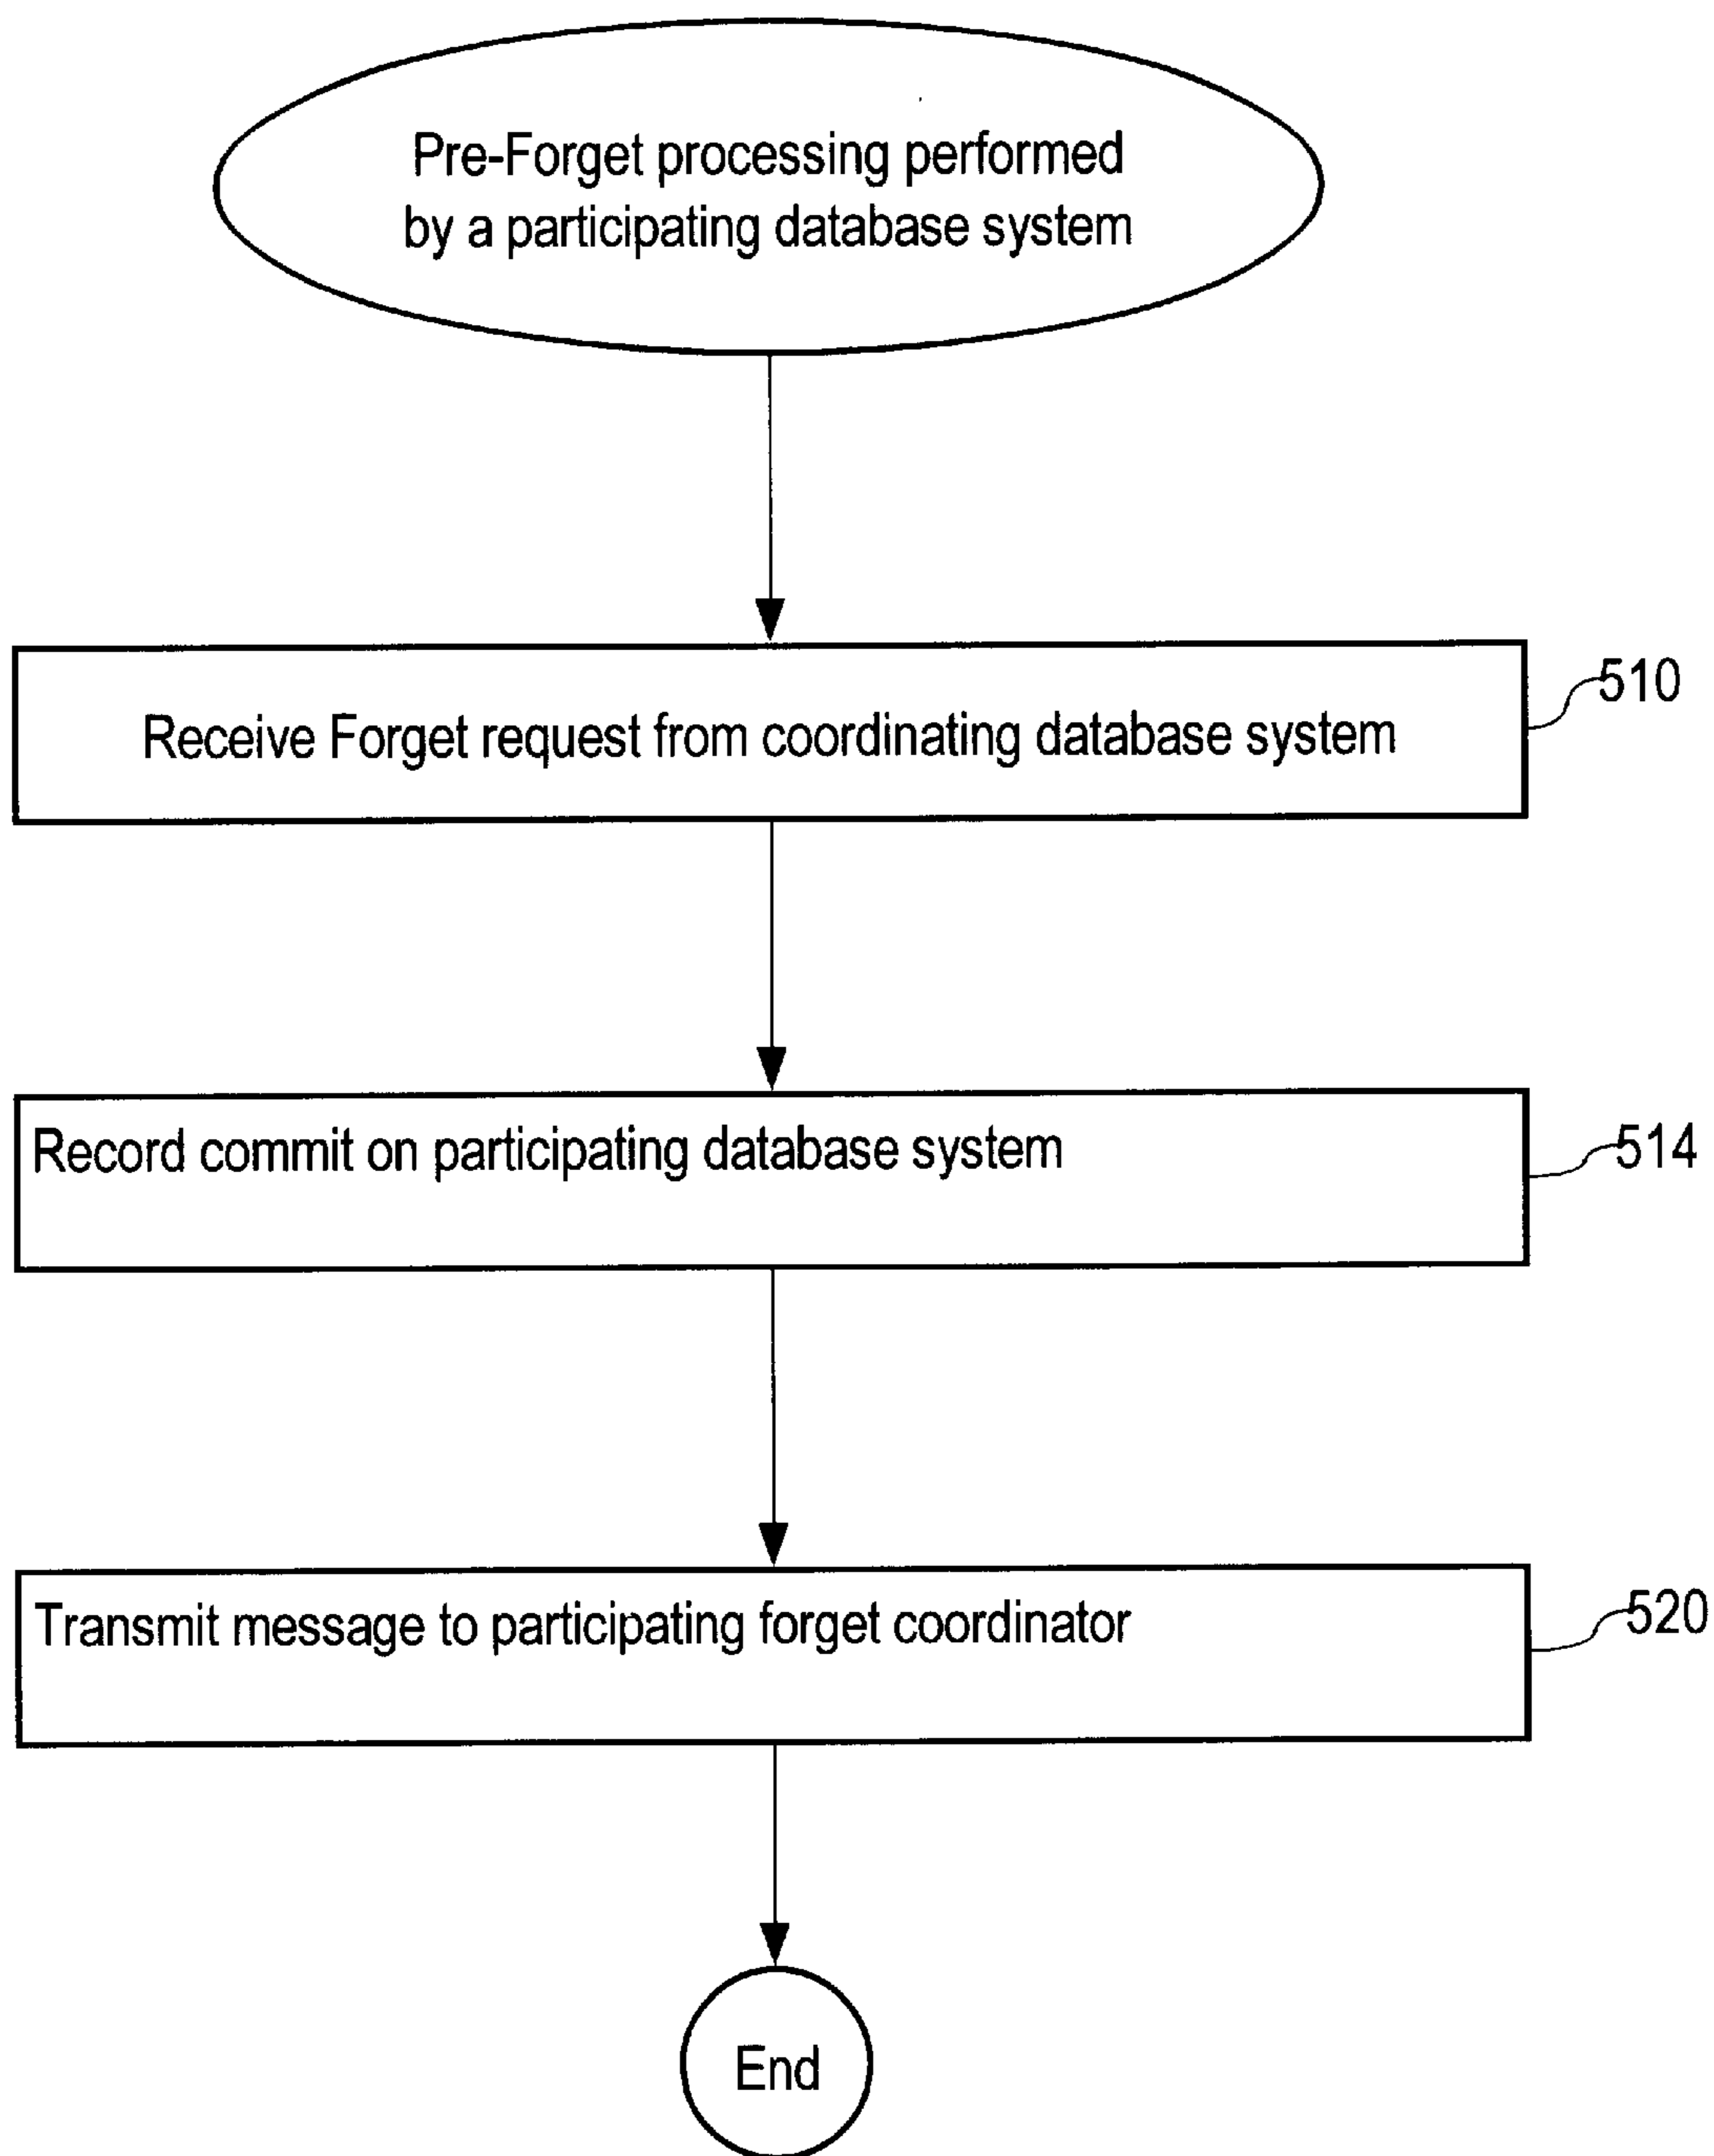 Pre-Forget processing performed
by a participating database system
Receive Forget request from coordinating database system
510
Record commit on participating database system
514
Transmit message to participating forget coordinator
520
End